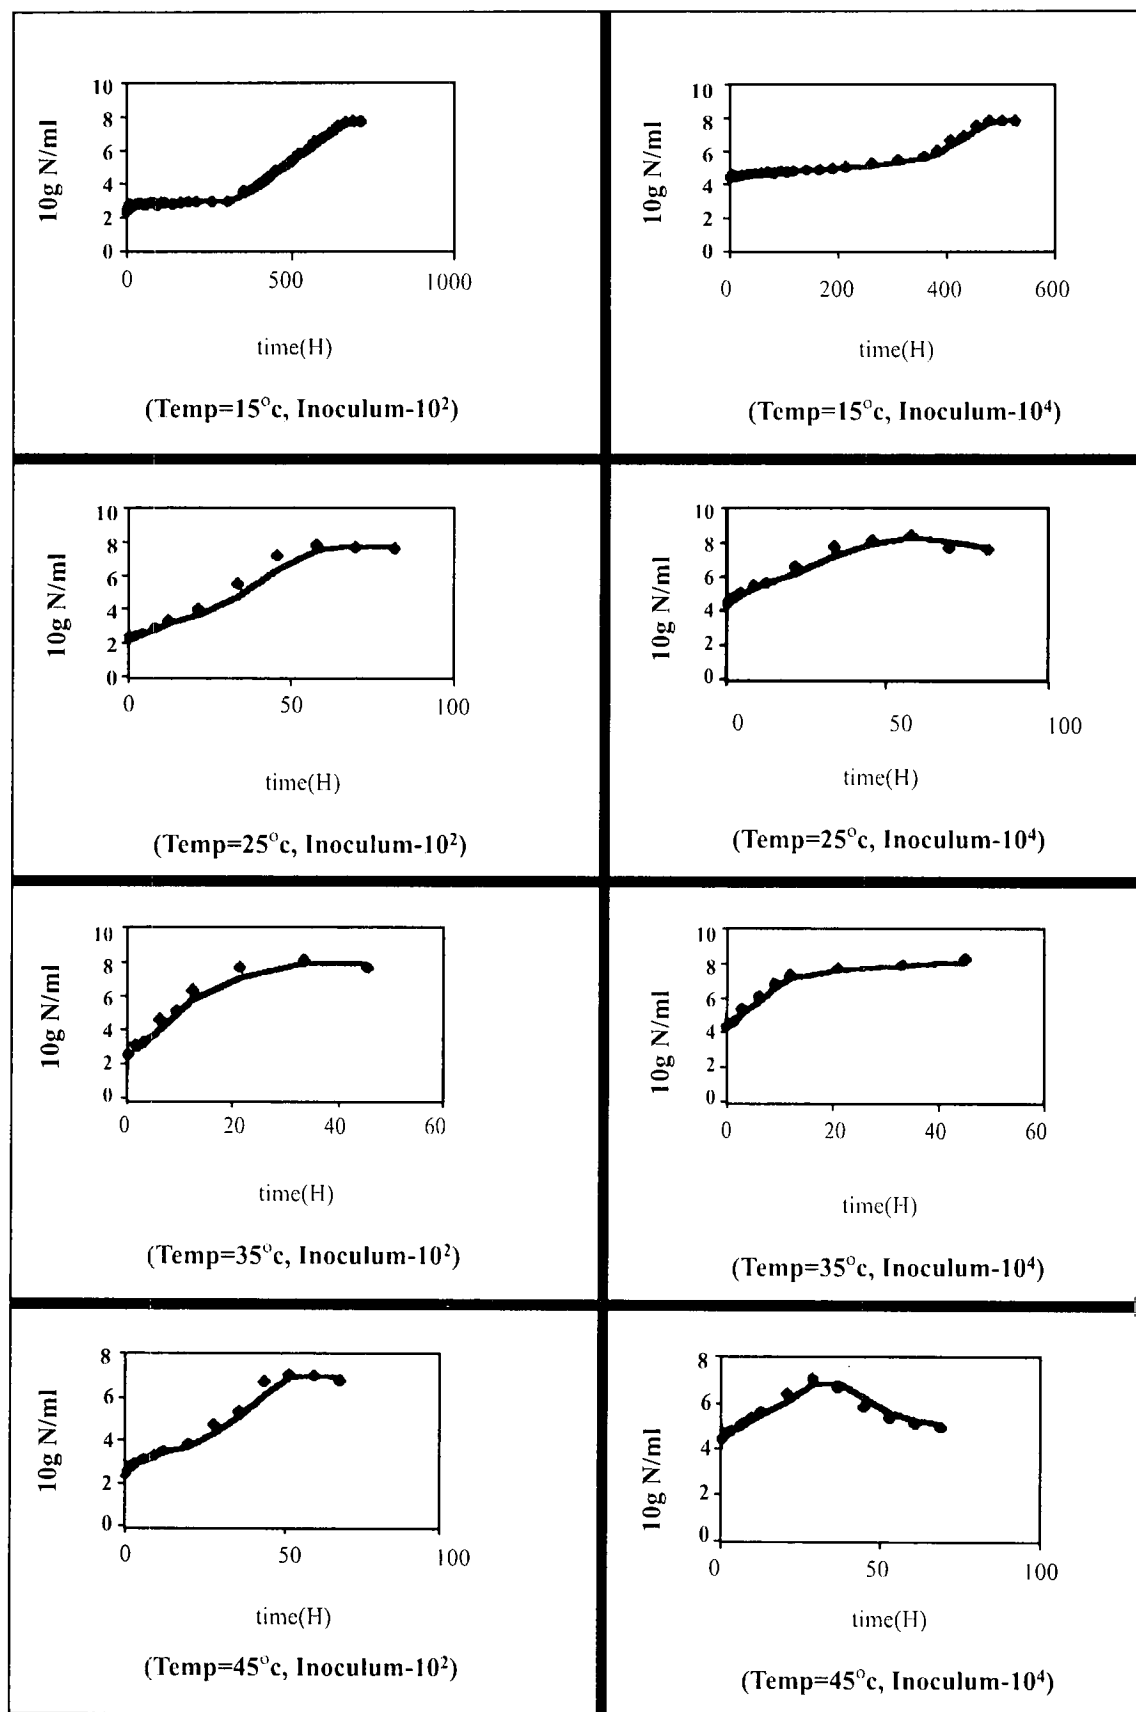 10
8
6
4
2
0
10g N/ml
0 500 1000
time(H)
(Temp=15°c, Inoculum-10²)
10
8
6
4
2
0
10g N/ml
0 200 400 600
time(H)
(Temp=15°c, Inoculum-10⁴)
10
8
6
4
2
0
10g N/ml
0 50 100
time(H)
(Temp=25°c, Inoculum-10²)
10
8
6
4
2
0
10g N/ml
0 50 100
time(H)
(Temp=25°c, Inoculum-10⁴)
10
8
6
4
2
0
10g N/ml
0 20 40 60
time(H)
(Temp=35°c, Inoculum-10²)
10
8
6
4
2
0
10g N/ml
0 20 40 60
time(H)
(Temp=35°c, Inoculum-10⁴)
8
6
4
2
0
10g N/ml
0 50 100
time(H)
(Temp=45°c, Inoculum-10²)
8
6
4
2
0
10g N/ml
0 50 100
time(H)
(Temp=45°c, Inoculum-10⁴)